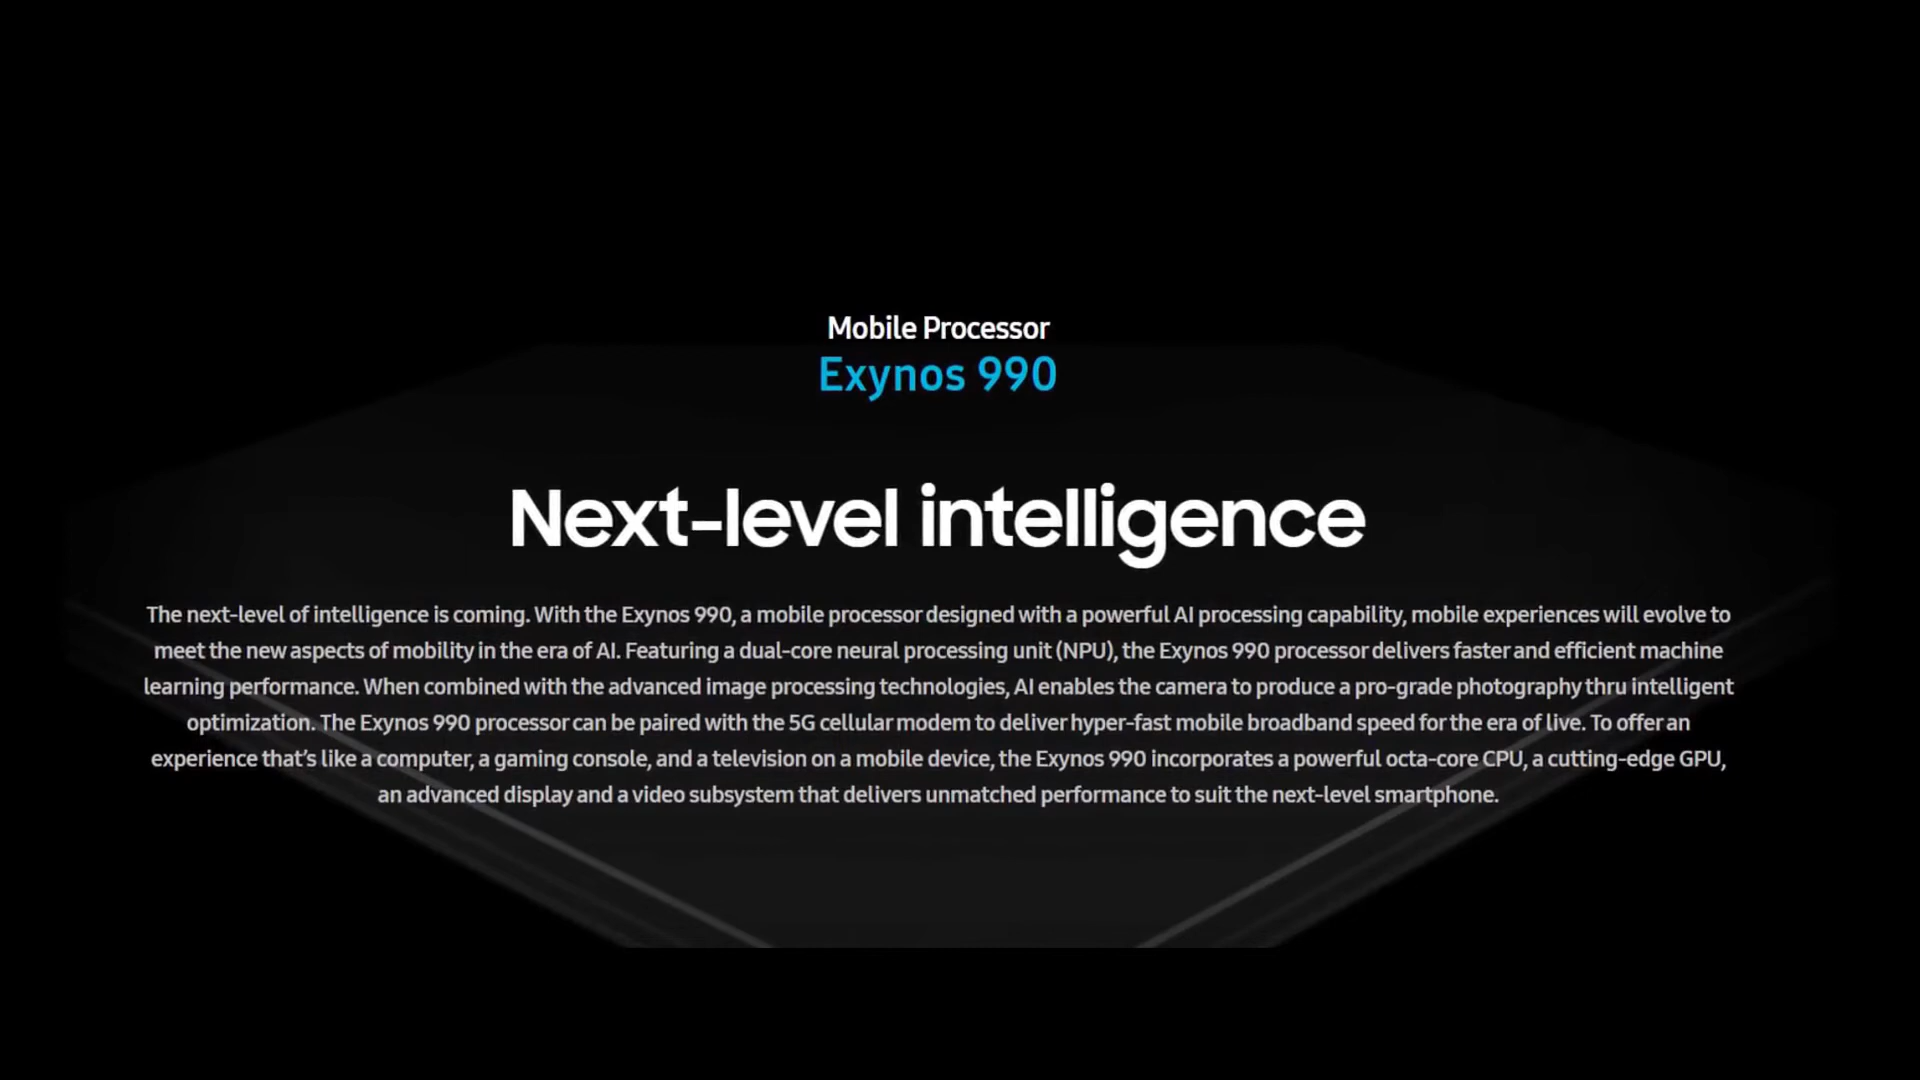 Mobile Processor
Exynos 990
Next-level intelligence
The next-level of intelligence is coming. With the Exynos 990, a mobile processor designed with a powerful AI processing capability, mobile experiences will evolve to
meet the new aspects of mobility in the era of AI. Featuring a dual-core neural processing unit (NPU), the Exynos 990 processor delivers faster and efficient machine
learning performance. When combined with the advanced image processing technologies, AI enables the camera to produce a pro-grade photography thru intelligent
optimization. The Exynos 990 processor can be paired with the 5G cellular modem to deliver hyper-fast mobile broadband speed for the era of live. To offer an
experience that’s like a computer, a gaming console, and a television on a mobile device, the Exynos 990 incorporates a powerful octa-core CPU, a cutting-edge GPU,
an advanced display and a video subsystem that delivers unmatched performance to suit the next-level smartphone.